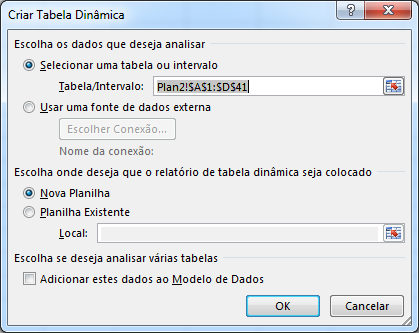 Criar Tabela Dinâmica
Escolha os dados que deseja analisar
Selecionar uma tabela ou intervalo
Tabela/Intervalo: Plan2!$A$1:$D$41
Usar uma fonte de dados externa
Escolher Conexão...
Nome da conexão:
Escolha onde deseja que o relatório de tabela dinâmica seja colocado
Nova Planilha
Planilha Existente
Local:
Escolha se deseja analisar várias tabelas
Adicionar estes dados ao Modelo de Dados
OK Cancelar